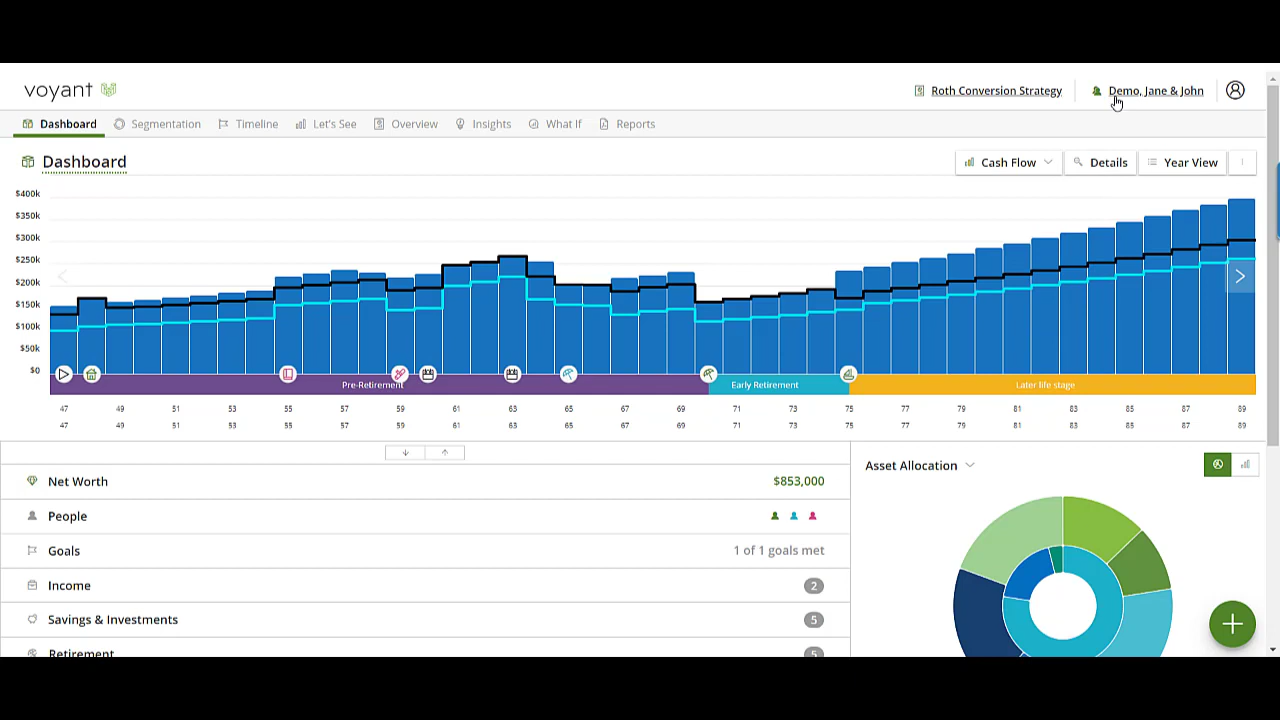 voyant
Roth Conversion Strategy
Demo, Jane & John
Dashboard Segmentation Timeline Let's See Overview Insights What If Reports
Dashboard
Cash Flow Details Year View
$400k
$350k
$300k
$250k
$200k
$150k
$100k
$50k
$0
Pre-Retirement Early Retirement Later life stage
47 49 51 53 55 57 59 61 63 65 67 69 71 73 75 77 79 81 83 85 87 89
47 49 51 53 55 57 59 61 63 65 67 69 71 73 75 77 79 81 83 85 87 89
Net Worth $853,000
People
Goals 1 of 1 goals met
Income 2
Savings & Investments 5
Retirement 5
Asset Allocation